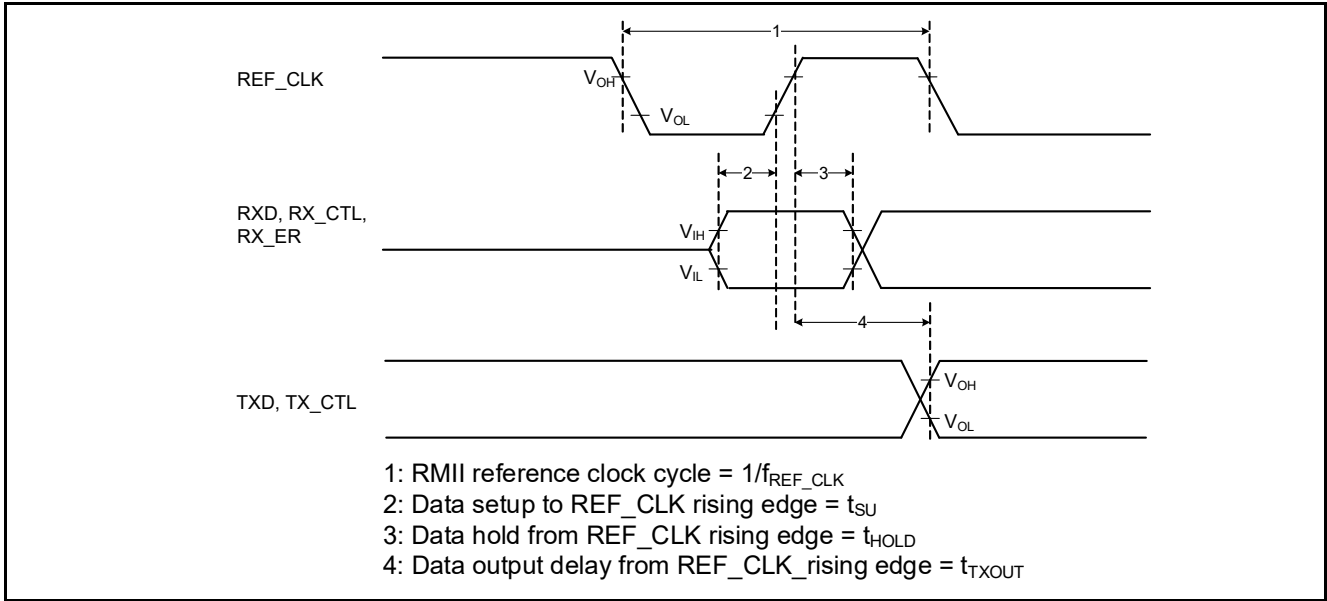 1
REF_CLK
VOH
VOL
2
3
RXD, RX_CTL,
RX_ER
VIH
VIL
4
TXD, TX_CTL
VOH
VOL
1: RMII reference clock cycle = 1/fREF_CLK
2: Data setup to REF_CLK rising edge = tSU
3: Data hold from REF_CLK rising edge = tHOLD
4: Data output delay from REF_CLK_rising edge = tTXOUT